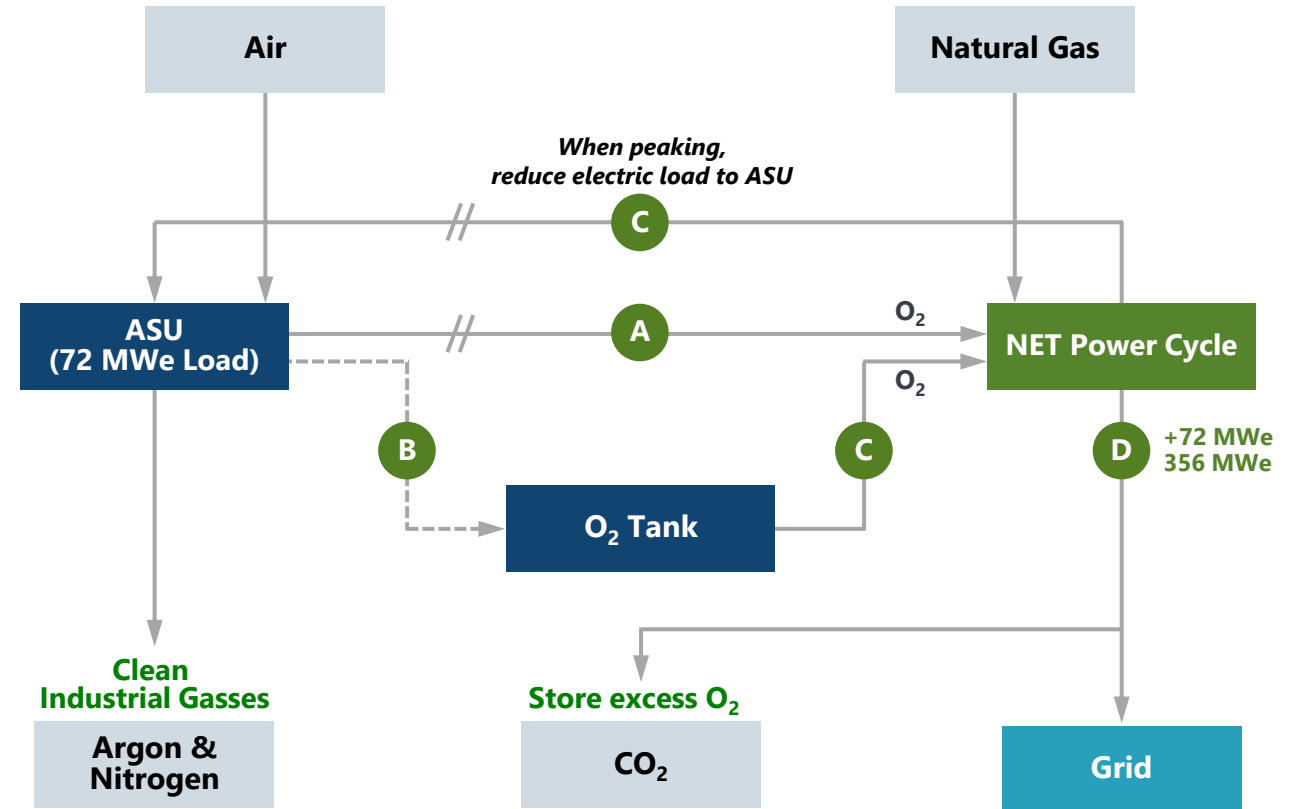 Air
Natural Gas
When peaking,
reduce electric load to ASU
C
ASU
(72 MWe Load)
A
O₂
O₂
NET Power Cycle
B
C
D
+72 MWe
356 MWe
O₂ Tank
Clean
Industrial Gasses
Argon &
Nitrogen
Store excess O₂
CO₂
Grid